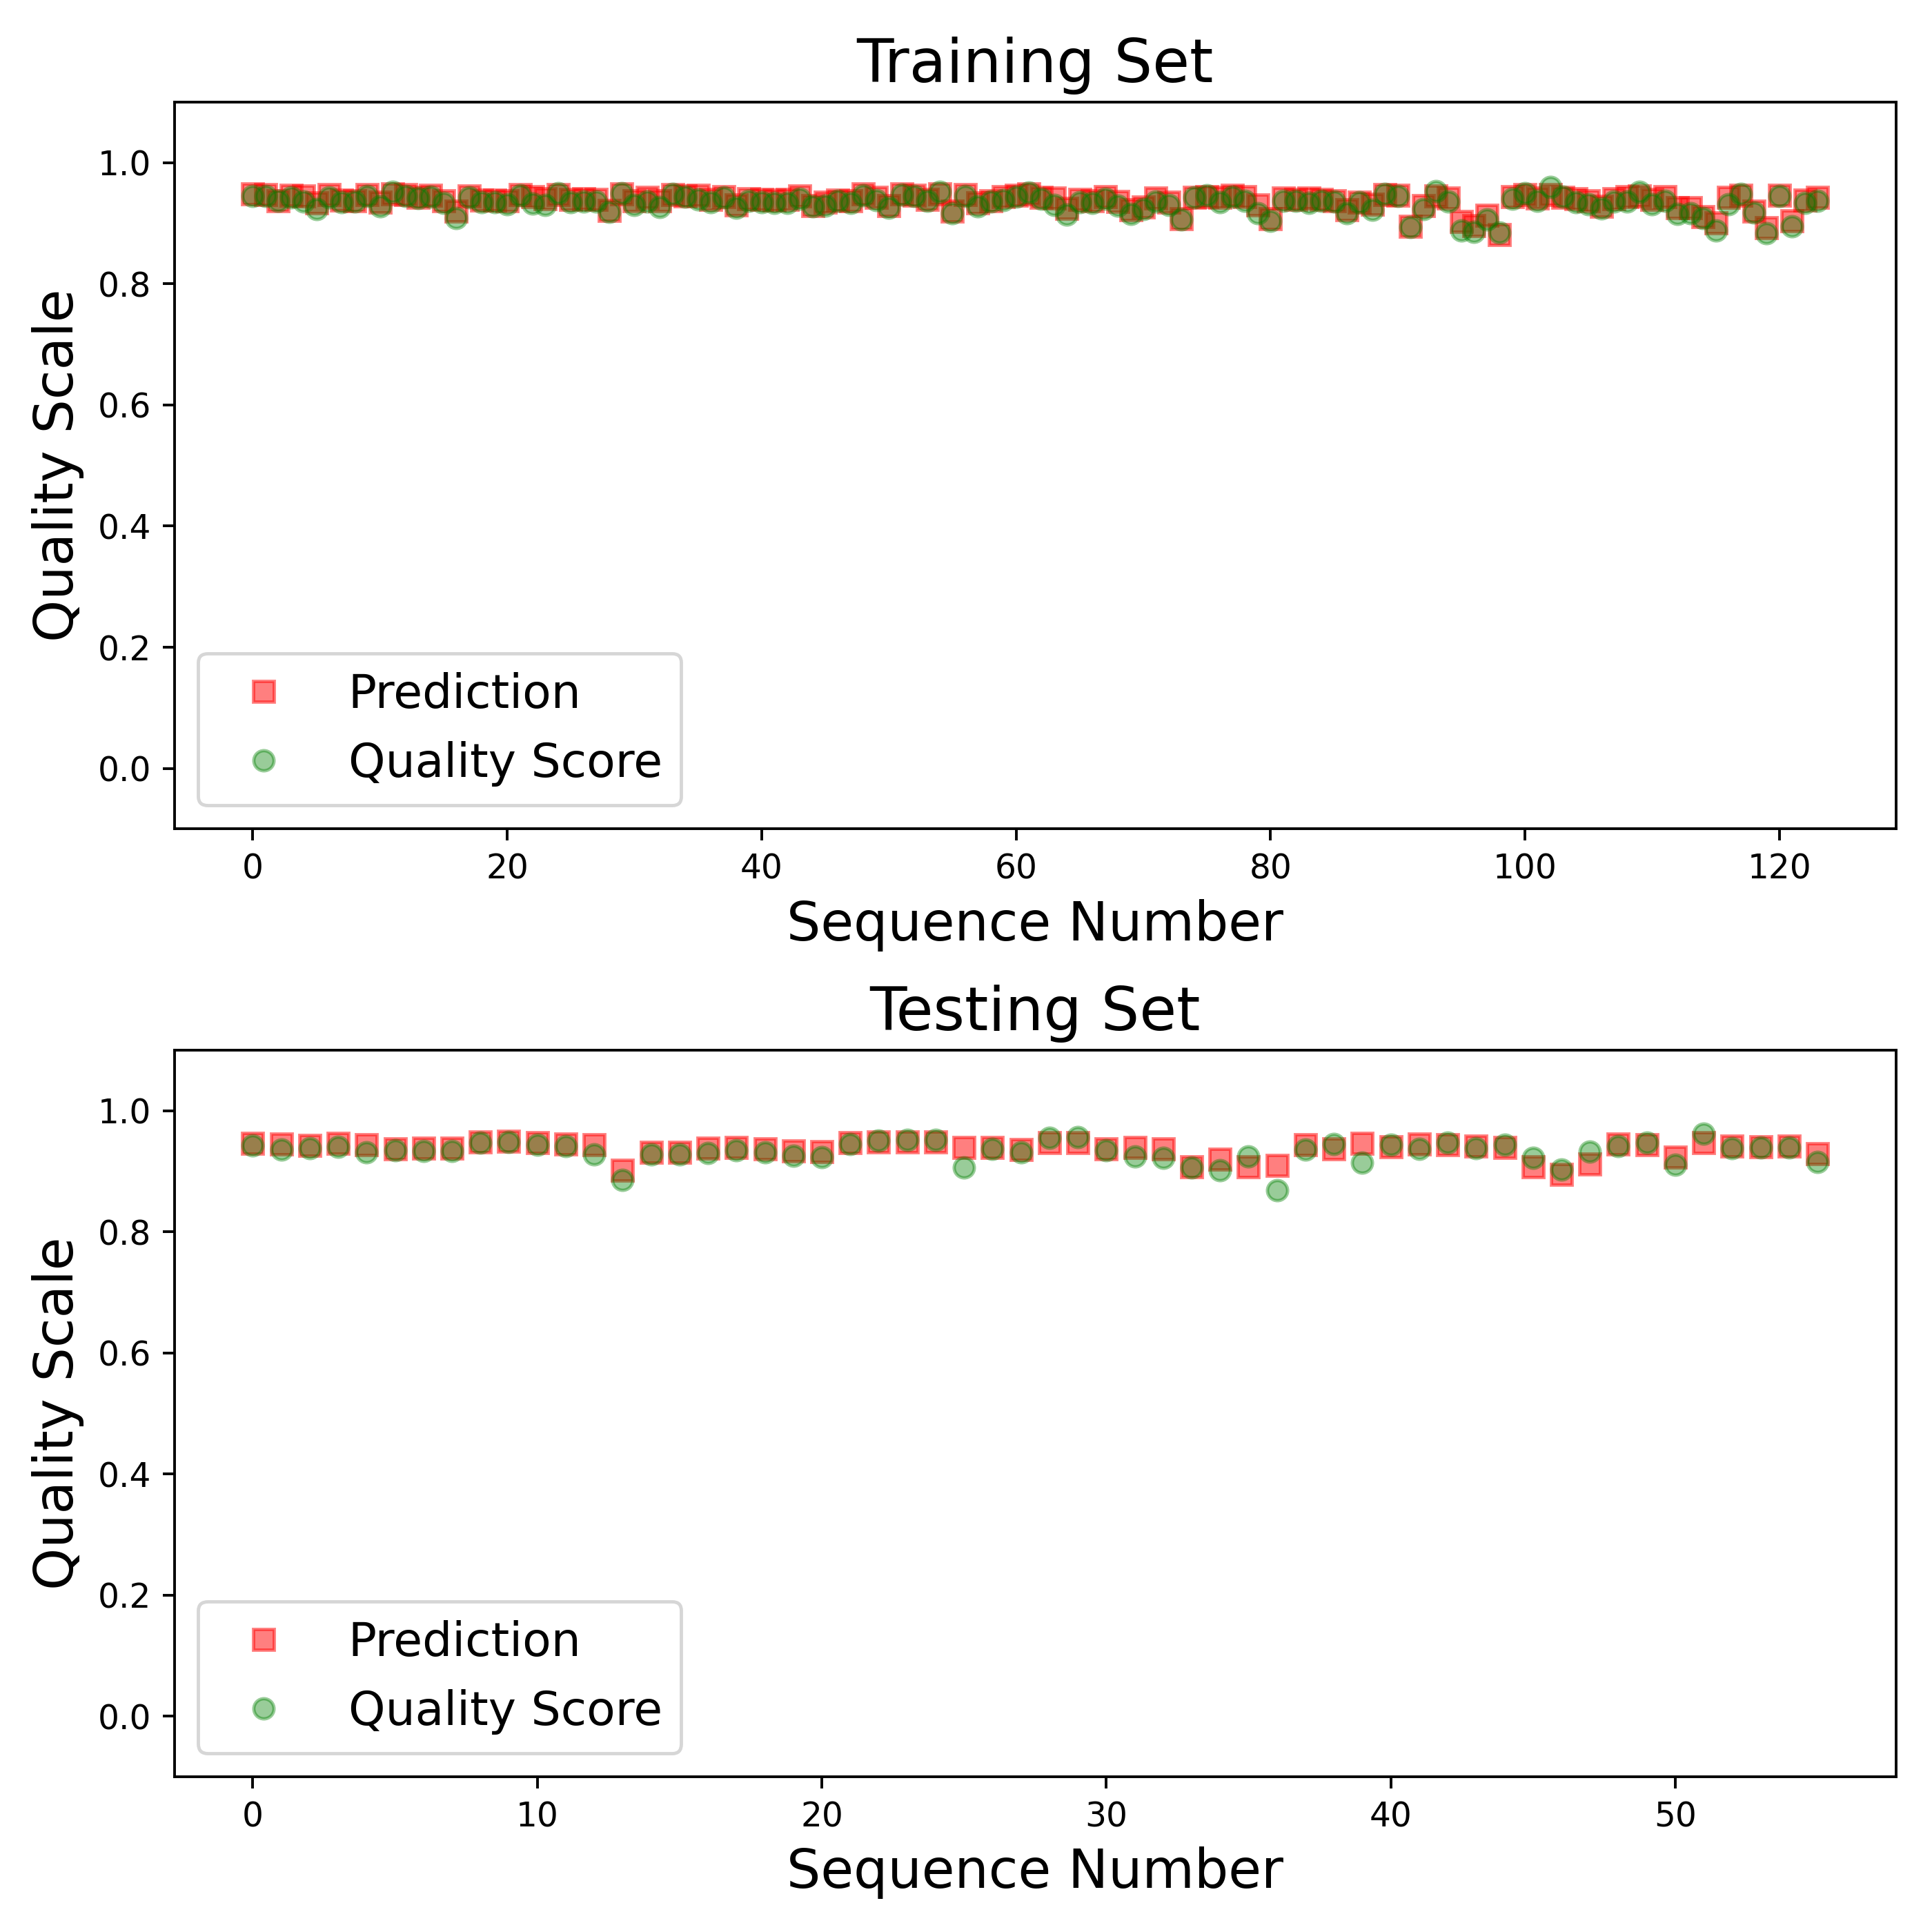 Training Set
Quality Scale
1.0
0.8
0.6
0.4
0.2
0.0
Prediction
Quality Score
0 20 40 60 80 100 120
Sequence Number
Testing Set
Quality Scale
1.0
0.8
0.6
0.4
0.2
0.0
Prediction
Quality Score
0 10 20 30 40 50
Sequence Number